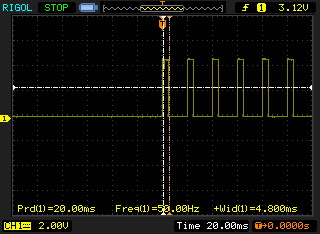 RIGOL STOP T 1 3.12V
T
1
Prd(1)=20.00ms Freq(1)=50.00Hz +Wid(1)=4.800ms
CH1 2.00V Time 20.00ms T 0.0000s